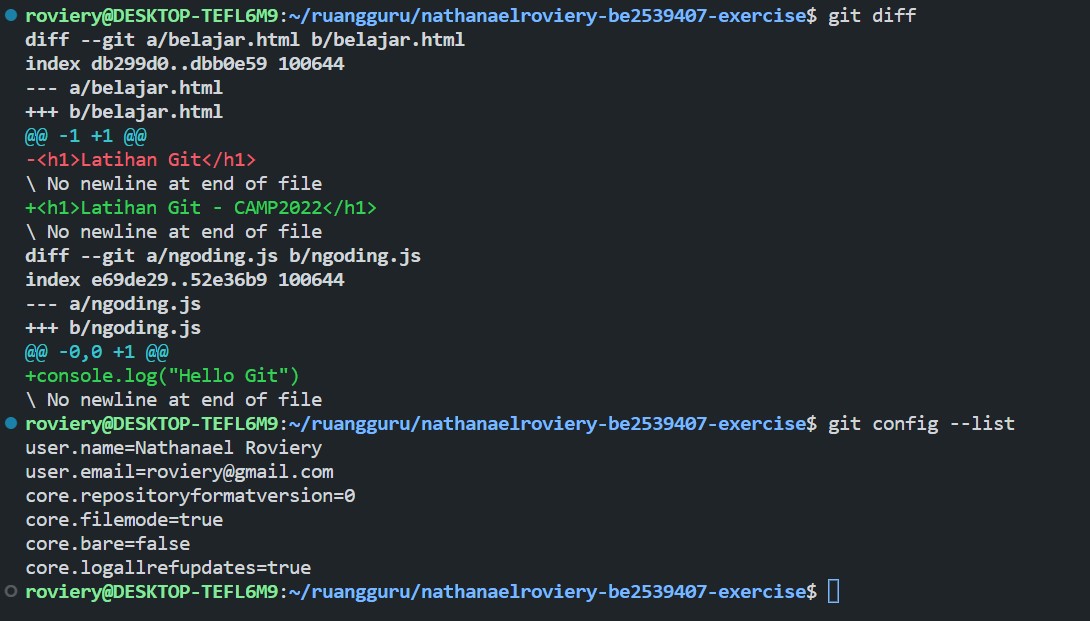 roviery@DESKTOP-TEFL6M9:~/ruangguru/nathanaelroviery-be2539407-exercise$ git diff
diff --git a/belajar.html b/belajar.html
index db299d0..dbb0e59 100644
--- a/belajar.html
+++ b/belajar.html
@@ -1 +1 @@
-<h1>Latihan Git</h1>
\ No newline at end of file
+<h1>Latihan Git - CAMP2022</h1>
\ No newline at end of file
diff --git a/ngoding.js b/ngoding.js
index e69de29..52e36b9 100644
--- a/ngoding.js
+++ b/ngoding.js
@@ -0,0 +1 @@
+console.log("Hello Git")
\ No newline at end of file
roviery@DESKTOP-TEFL6M9:~/ruangguru/nathanaelroviery-be2539407-exercise$ git config --list
user.name=Nathanael Roviery
user.email=roviery@gmail.com
core.repositoryformatversion=0
core.filemode=true
core.bare=false
core.logallrefupdates=true
roviery@DESKTOP-TEFL6M9:~/ruangguru/nathanaelroviery-be2539407-exercise$